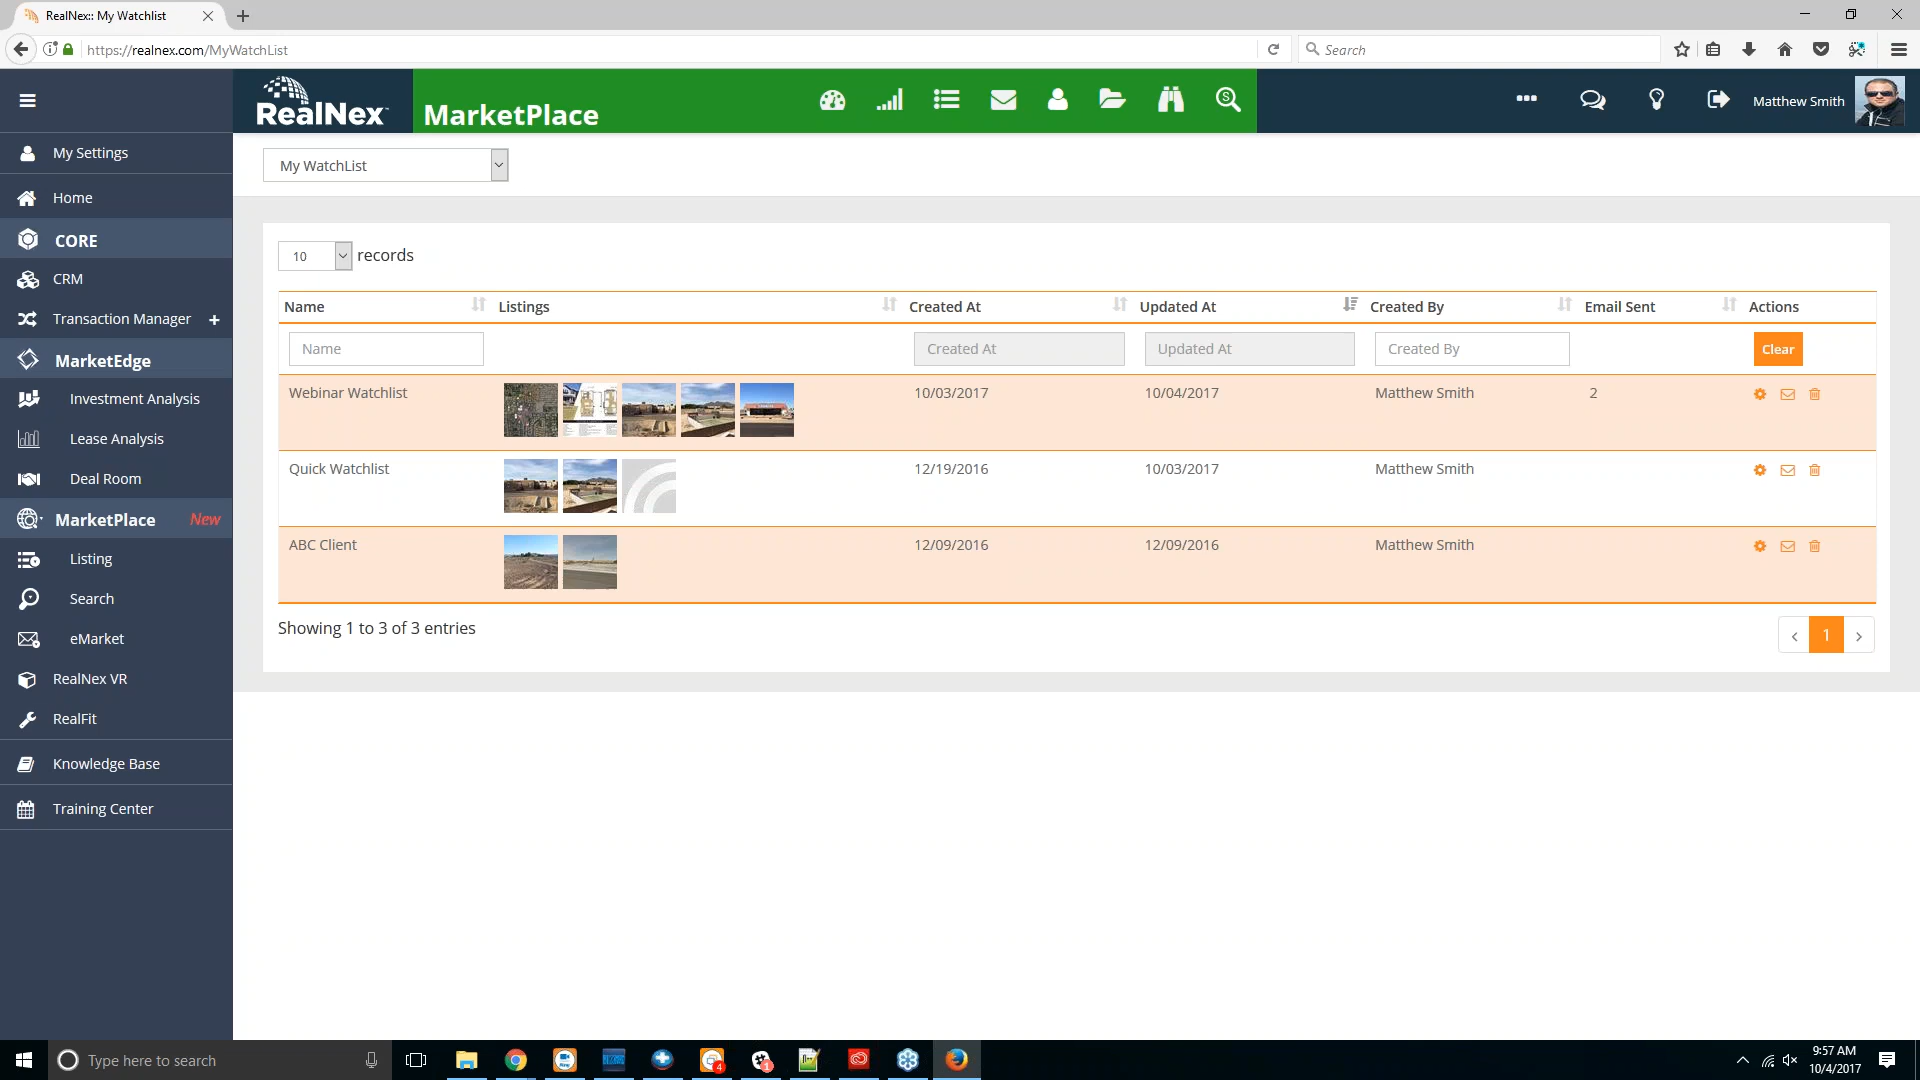 RealNex:: My Watchlist
https://realnex.com/MyWatchList
Search
RealNex
MarketPlace
Matthew Smith
My Settings
Home
CORE
CRM
Transaction Manager +
MarketEdge
Investment Analysis
Lease Analysis
Deal Room
MarketPlace New
Listing
Search
eMarket
RealNex VR
RealFit
Knowledge Base
Training Center
My WatchList
10 records
Name Listings Created At Updated At Created By Email Sent Actions
Name Created At Updated At Created By Clear
Webinar Watchlist 10/03/2017 10/04/2017 Matthew Smith 2
Quick Watchlist 12/19/2016 10/03/2017 Matthew Smith
ABC Client 12/09/2016 12/09/2016 Matthew Smith
Showing 1 to 3 of 3 entries
‹ 1 ›
Type here to search
4
1
9:57 AM
10/4/2017